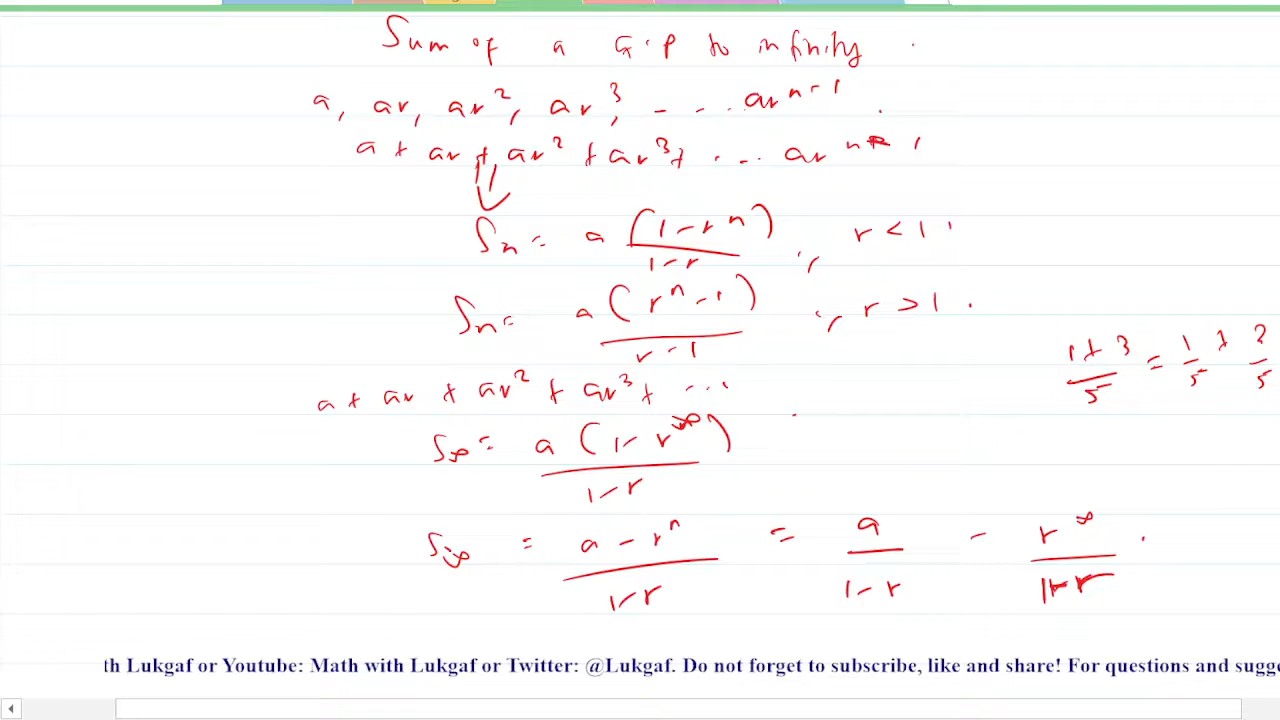 Sum of a G.P to infinity.
a, ar, ar², ar³, - - .. arⁿ⁻¹.
a + ar + ar² + ar³ + ... arⁿ⁻¹
Sₙ = a(1-rⁿ)/1-r, r < 1.
Sₙ = a(rⁿ-1)/r-1, r > 1.
1+3/5 = 1/5 + 3/5
a + ar + ar² + ar³ + ...
S∞ = a(1-r^∞)/1-r
S∞ = a-rⁿ/1-r = a/1-r - r^∞/1-r.
th Lukgaf or Youtube: Math with Lukgaf or Twitter: @Lukgaf. Do not forget to subscribe, like and share! For questions and sugge